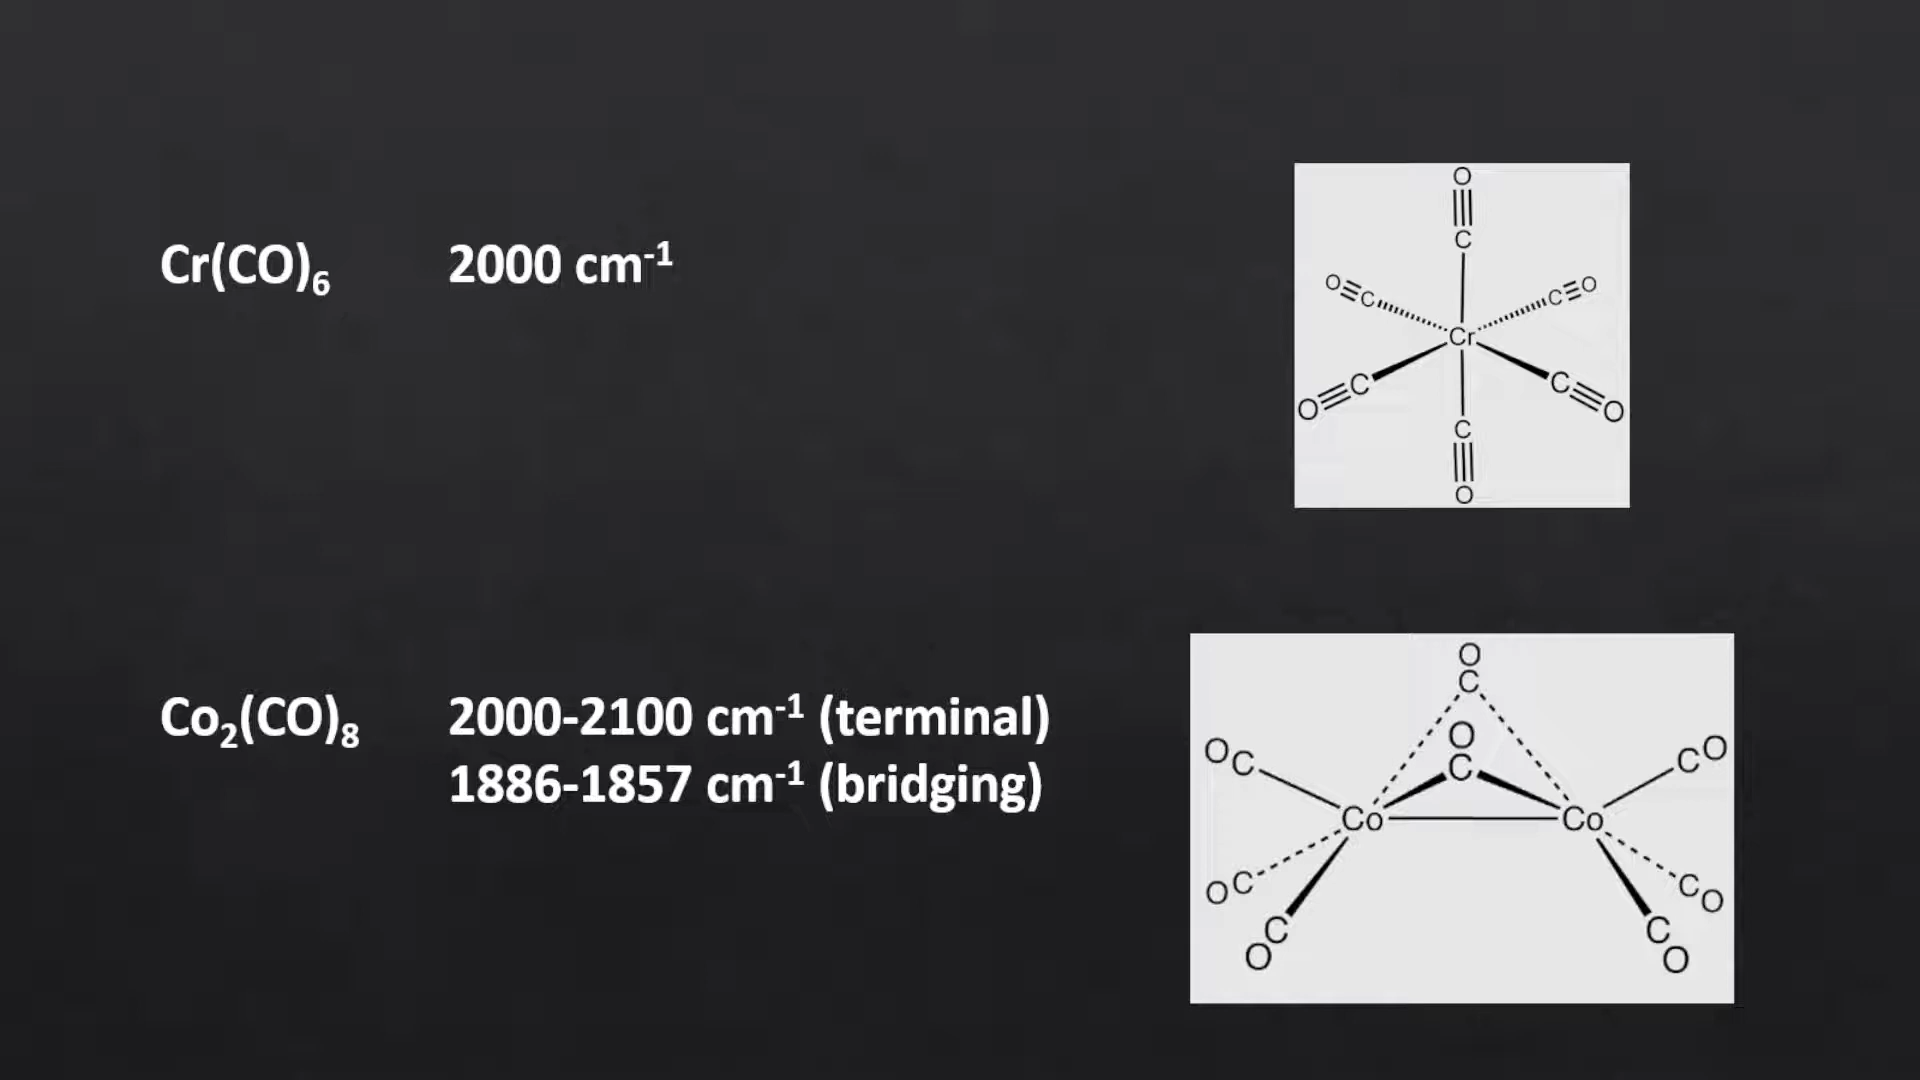 Cr(CO)₆ 2000 cm⁻¹
O
C
O≡C C≡O
Cr
O≡C C≡O
C
O
Co₂(CO)₈ 2000-2100 cm⁻¹ (terminal)
1886-1857 cm⁻¹ (bridging)
O
C
O
C
OC CO
Co Co
OC CO
C C
O O